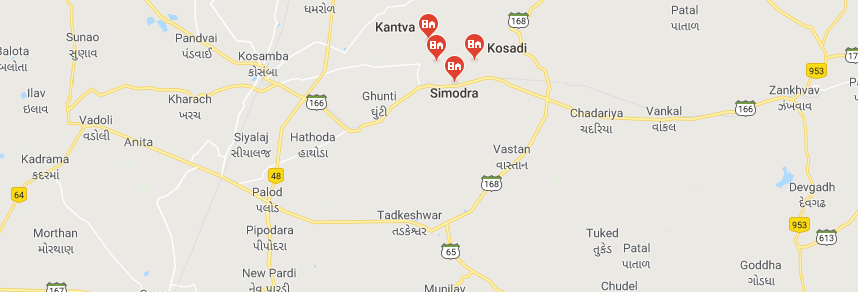 ધમરોળ
168
Patal
પાતાળ
Kantva
Sunao
સુણાવ
Pandvai
પંડવાઈ
Kosadi
Balota
બલોતા
Kosamba
કોસંબા
953
Simodra
Zankhvav
ઝંખવાવ
Ilav
ઇલાવ
Kharach
ખરચ
166
Ghunti
ઘુંટી
Chadariya
ચદરિયા
Vankal
વાંકલ
166
Vadoli
વડોલી
Anita
Siyalaj
સીયાલજ
Hathoda
હાથોડા
Vastan
વાસ્તાન
Kadrama
કદરમાં
48
168
64
Palod
પલોડ
Devgadh
દેવગઢ
Tadkeshwar
તડકેશ્વર
953
Morthan
મોરથાણ
Pipodara
પીપોદરા
65
Tuked
તુકેડ
613
Patal
પાતાળ
Goddha
ગોડધા
New Pardi
નેવ પારડી
167
Munilav
Chudel